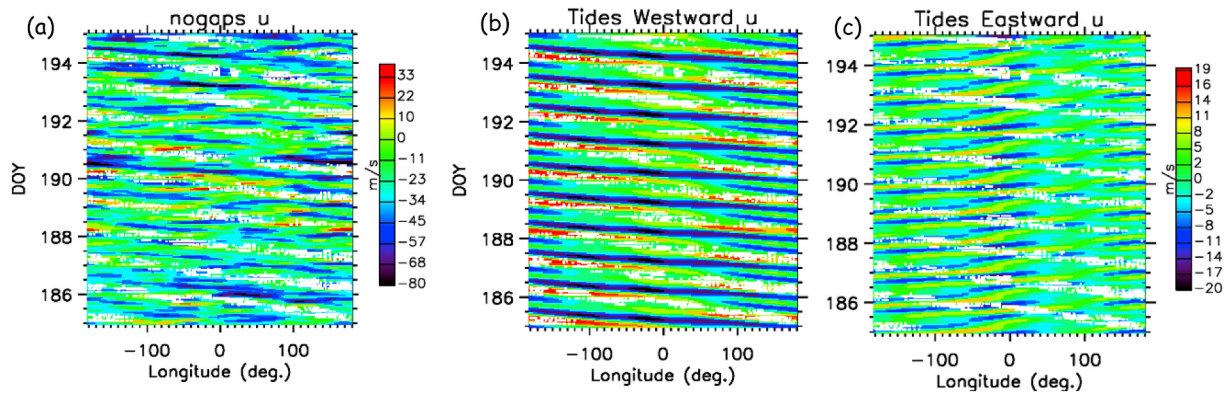 (a)
nogaps u
DOY
194
192
190
188
186
-100 0 100
Longitude (deg.)
33
22
10
0
-11
-23
-34
-45
-57
-68
-80
m/s
(b)
Tides Westward u
DOY
194
192
190
188
186
-100 0 100
Longitude (deg.)
(c)
Tides Eastward u
194
192
190
188
186
-100 0 100
Longitude (deg.)
19
16
14
11
8
5
2
0
-2
-5
-8
-11
-14
-17
-20
m/s